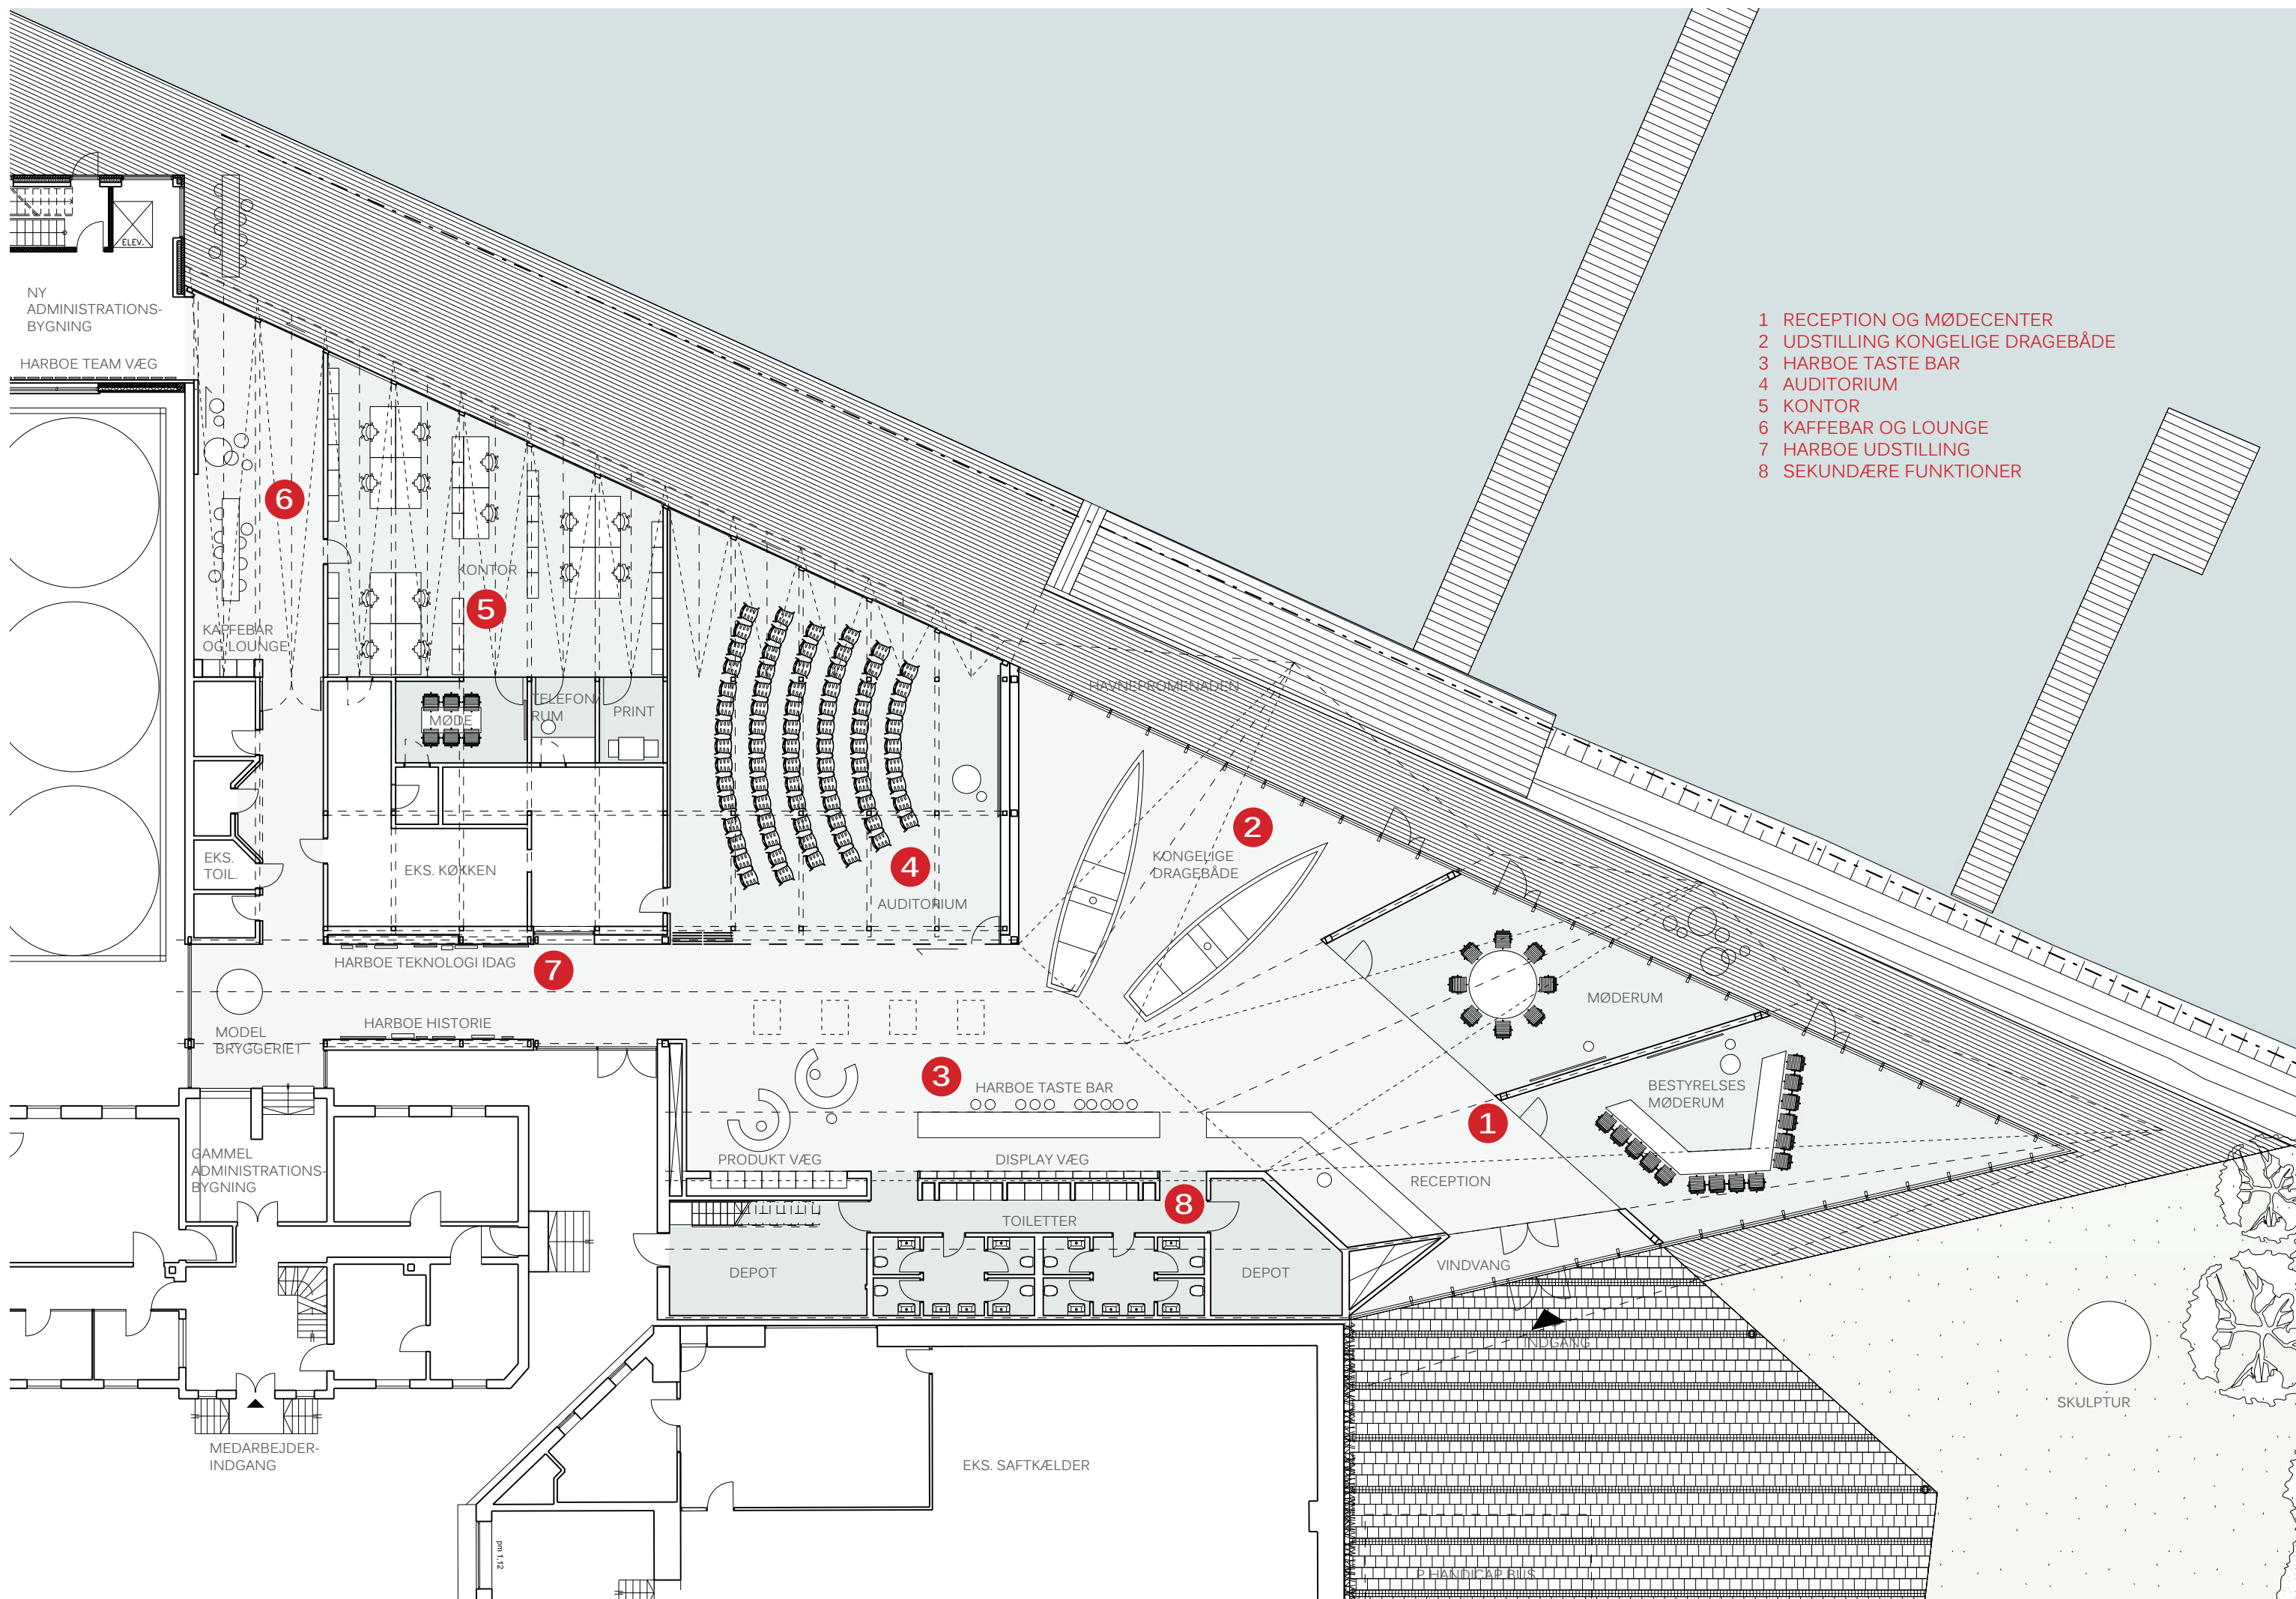 ELEV.
NY
ADMINISTRATIONS-
BYGNING
HARBOE TEAM VÆG
1 RECEPTION OG MØDECENTER
2 UDSTILLING KONGELIGE DRAGEBÅDE
3 HARBOE TASTE BAR
4 AUDITORIUM
5 KONTOR
6 KAFFEBAR OG LOUNGE
7 HARBOE UDSTILLING
8 SEKUNDÆRE FUNKTIONER
6
KONTOR
5
KAFFEBAR
OG LOUNGE
MØDE
TELEFON/
RUM
PRINT
HAVNEPROMENADEN
2
KONGELIGE
DRAGEBÅDE
EKS.
TOIL.
EKS. KØKKEN
4
AUDITORIUM
HARBOE TEKNOLOGI IDAG
7
MØDERUM
MODEL
BRYGGERIET
HARBOE HISTORIE
3
HARBOE TASTE BAR
1
BESTYRELSES
MØDERUM
GAMMEL
ADMINISTRATIONS-
BYGNING
PRODUKT VÆG
DISPLAY VÆG
RECEPTION
8
TOILETTER
DEPOT
DEPOT
VINDVANG
INDGANG
SKULPTUR
MEDARBEJDER-
INDGANG
EKS. SAFTKÆLDER
pm 1,12
P HANDICAP BUS